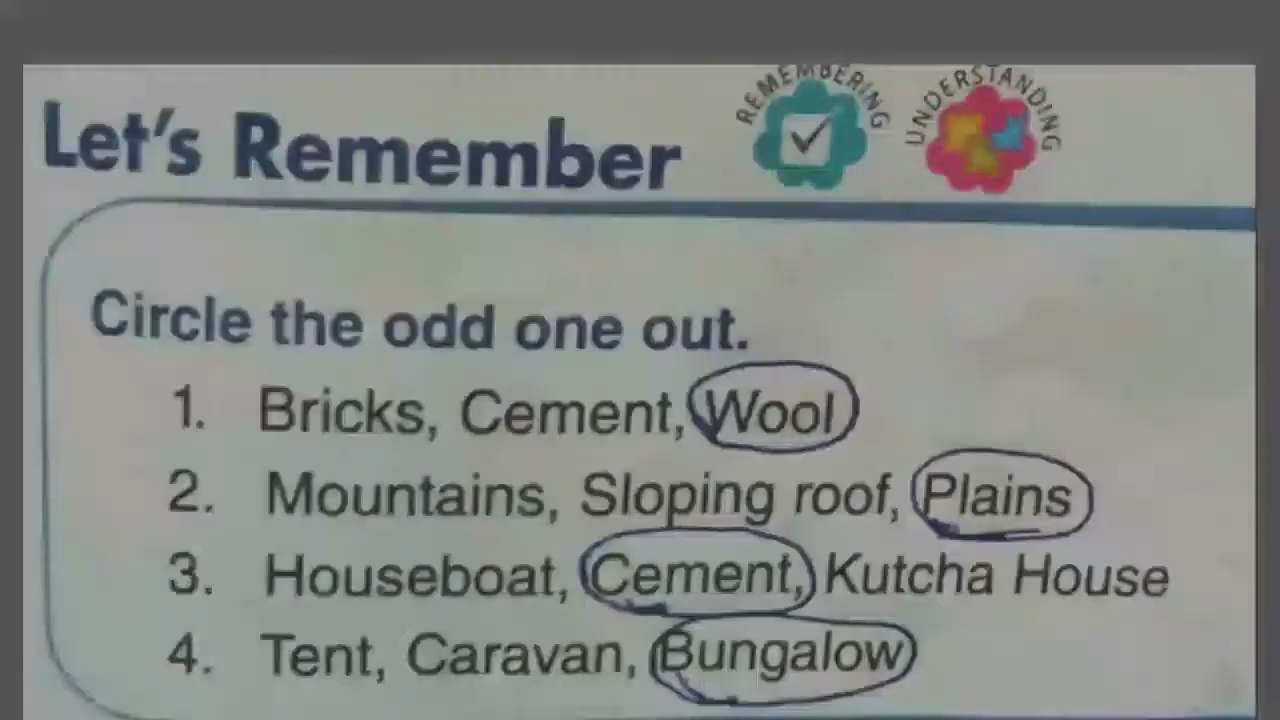 REMEMBERING
UNDERSTANDING
Let's Remember
Circle the odd one out.
1. Bricks, Cement, Wool
2. Mountains, Sloping roof, Plains
3. Houseboat, Cement, Kutcha House
4. Tent, Caravan, Bungalow